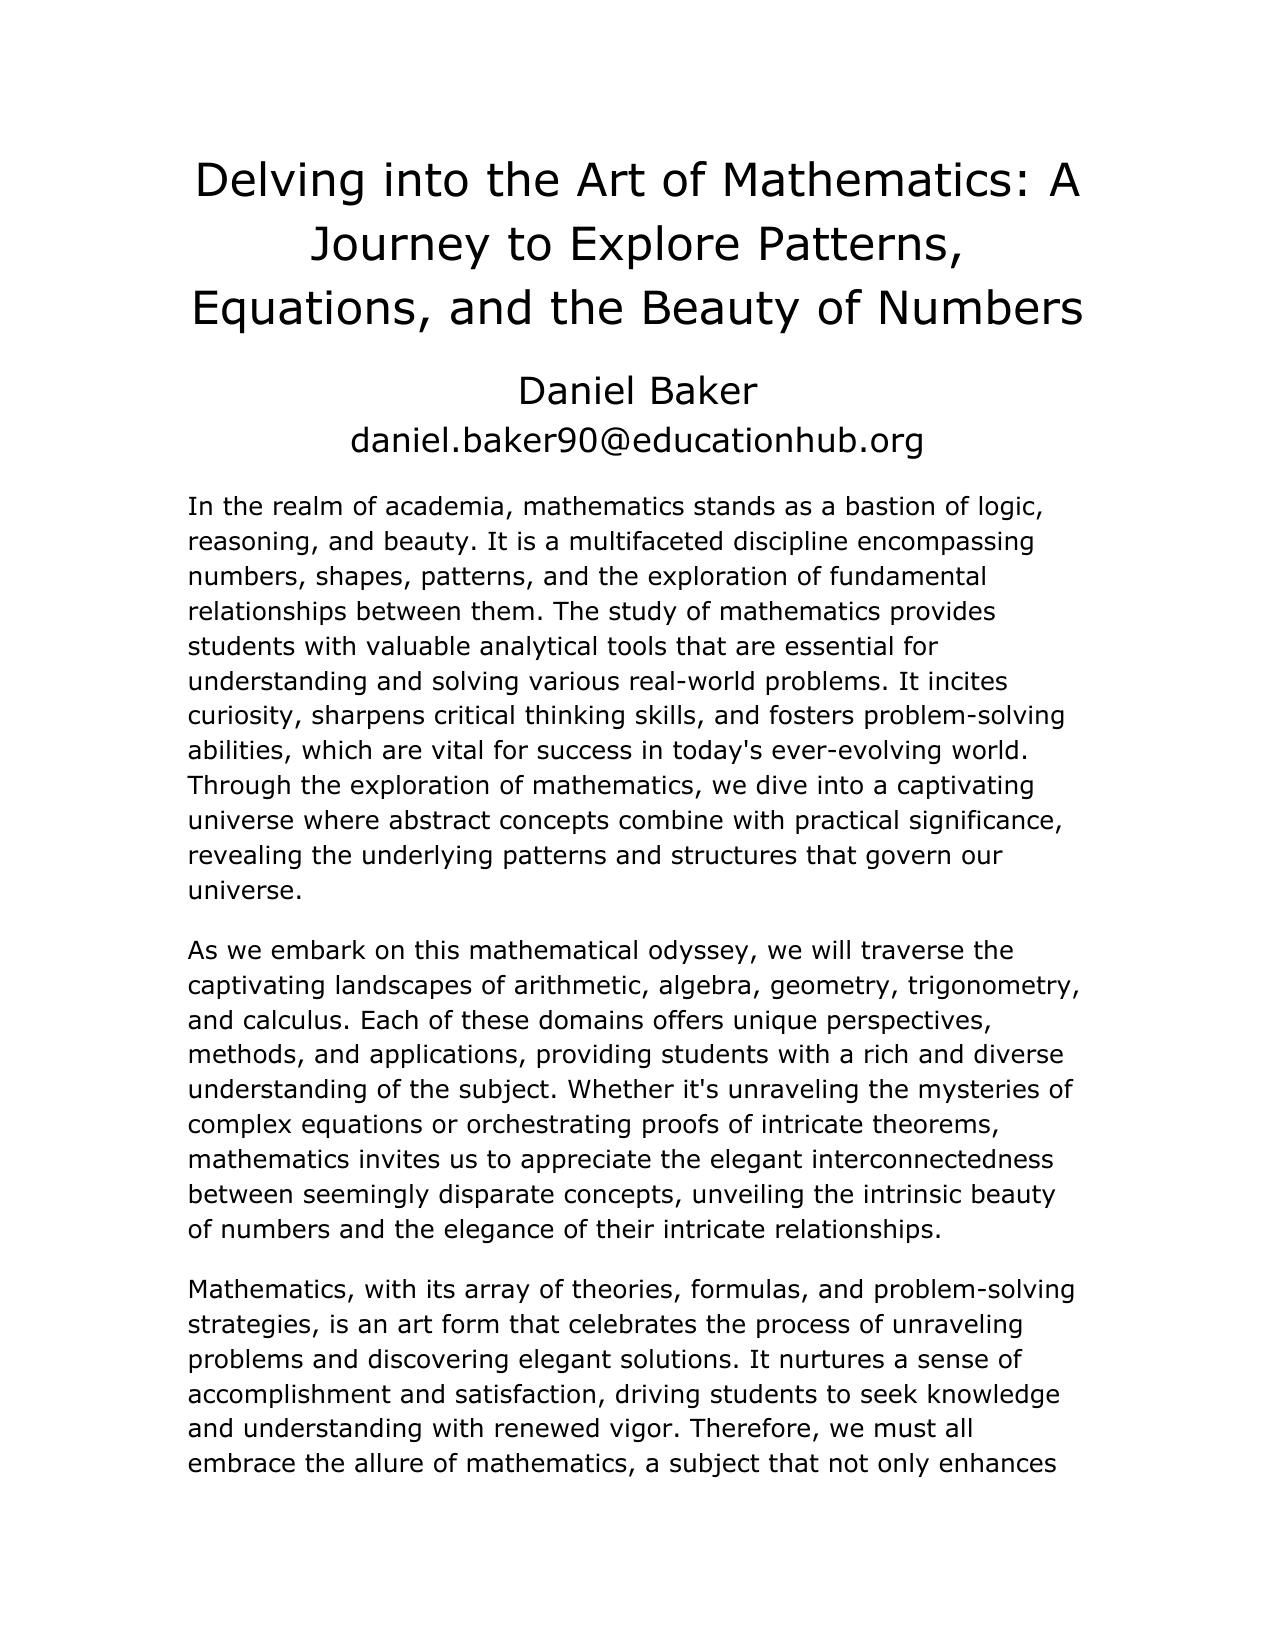 Delving into the Art of Mathematics: A
Journey to Explore Patterns,
Equations, and the Beauty of Numbers
Daniel Baker
daniel.baker90@educationhub.org
In the realm of academia, mathematics stands as a bastion of logic,
reasoning, and beauty. It is a multifaceted discipline encompassing
numbers, shapes, patterns, and the exploration of fundamental
relationships between them. The study of mathematics provides
students with valuable analytical tools that are essential for
understanding and solving various real-world problems. It incites
curiosity, sharpens critical thinking skills, and fosters problem-solving
abilities, which are vital for success in today's ever-evolving world.
Through the exploration of mathematics, we dive into a captivating
universe where abstract concepts combine with practical significance,
revealing the underlying patterns and structures that govern our
universe.
As we embark on this mathematical odyssey, we will traverse the
captivating landscapes of arithmetic, algebra, geometry, trigonometry,
and calculus. Each of these domains offers unique perspectives,
methods, and applications, providing students with a rich and diverse
understanding of the subject. Whether it's unraveling the mysteries of
complex equations or orchestrating proofs of intricate theorems,
mathematics invites us to appreciate the elegant interconnectedness
between seemingly disparate concepts, unveiling the intrinsic beauty
of numbers and the elegance of their intricate relationships.
Mathematics, with its array of theories, formulas, and problem-solving
strategies, is an art form that celebrates the process of unraveling
problems and discovering elegant solutions. It nurtures a sense of
accomplishment and satisfaction, driving students to seek knowledge
and understanding with renewed vigor. Therefore, we must all
embrace the allure of mathematics, a subject that not only enhances